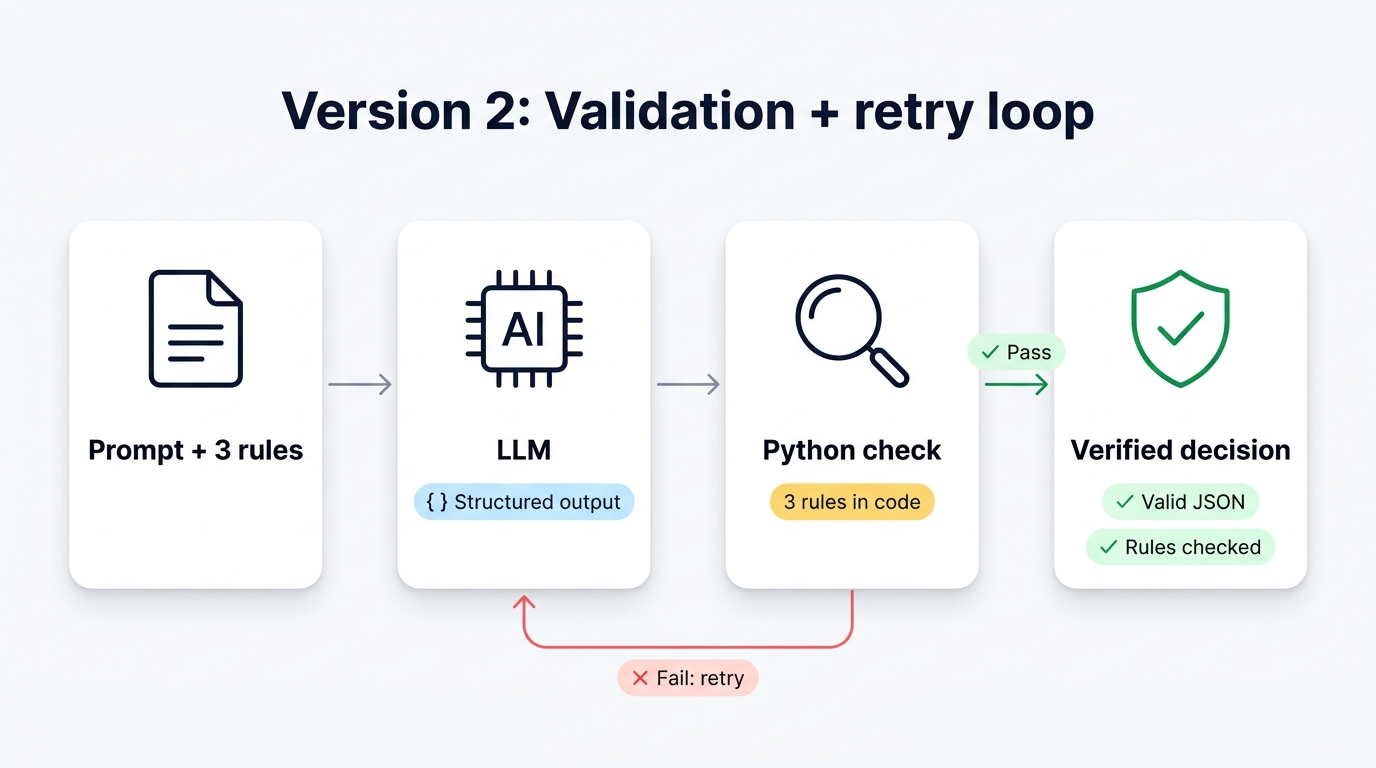 Version 2: Validation + retry loop
AI
Prompt + 3 rules
LLM
{ } Structured output
Python check
3 rules in code
✓ Pass
Verified decision
✓ Valid JSON
✓ Rules checked
✕ Fail: retry